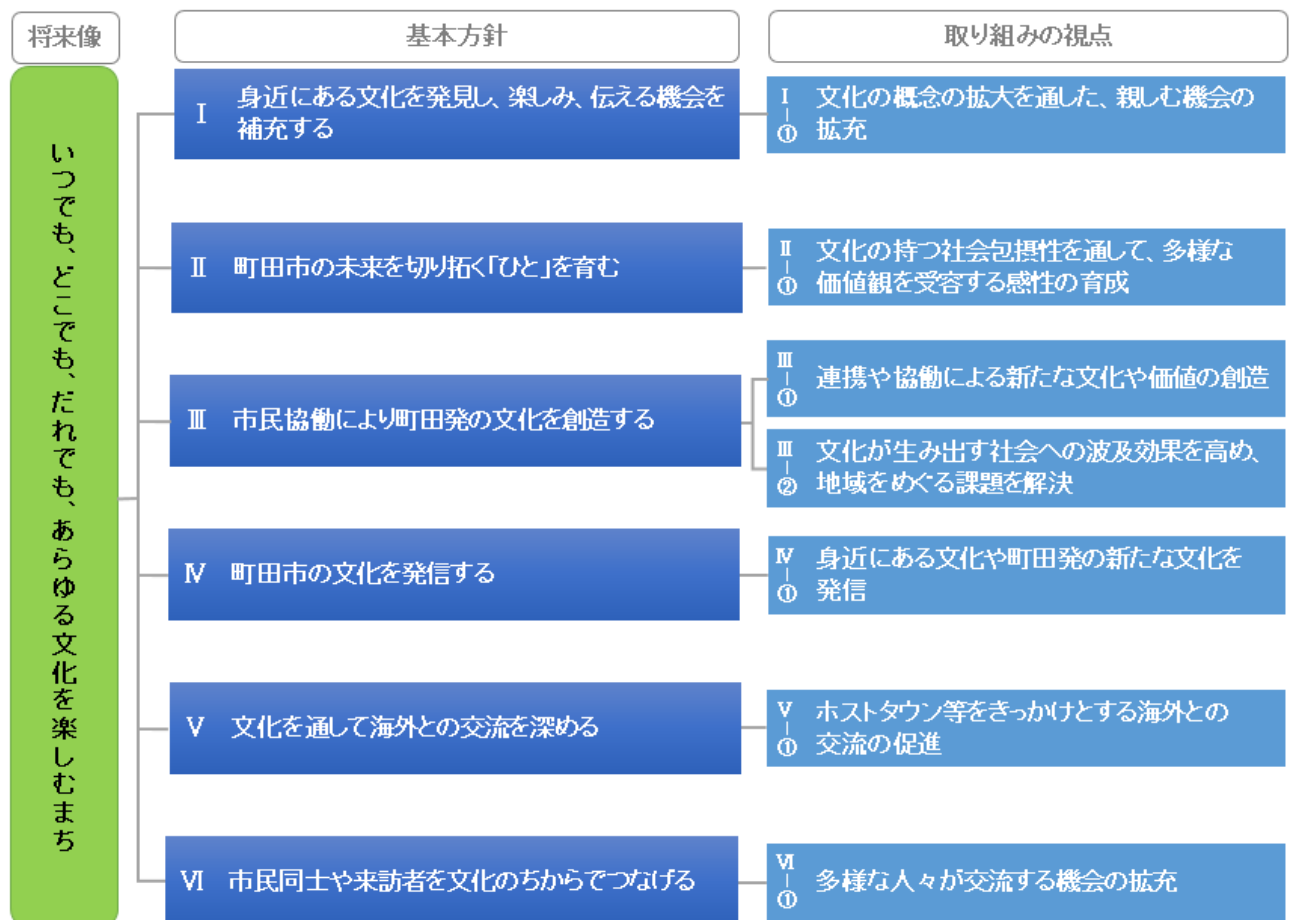 将来像
基本方針
取り組みの視点
いつでも、どこでも、だれでも、あらゆる文化を楽しむまち
Ⅰ 身近にある文化を発見し、楽しみ、伝える機会を
補充する
Ⅰ-① 文化の概念の拡大を通した、親しむ機会の
拡充
Ⅱ 町田市の未来を切り拓く「ひと」を育む
Ⅱ-① 文化の持つ社会包摂性を通して、多様な
価値観を受容する感性の育成
Ⅲ 市民協働により町田発の文化を創造する
Ⅲ-① 連携や協働による新たな文化や価値の創造
Ⅲ-② 文化が生み出す社会への波及効果を高め、
地域をめぐる課題を解決
Ⅳ 町田市の文化を発信する
Ⅳ-① 身近にある文化や町田発の新たな文化を
発信
Ⅴ 文化を通して海外との交流を深める
Ⅴ-① ホストタウン等をきっかけとする海外との
交流の促進
Ⅵ 市民同士や来訪者を文化のちからでつなげる
Ⅵ-① 多様な人々が交流する機会の拡充